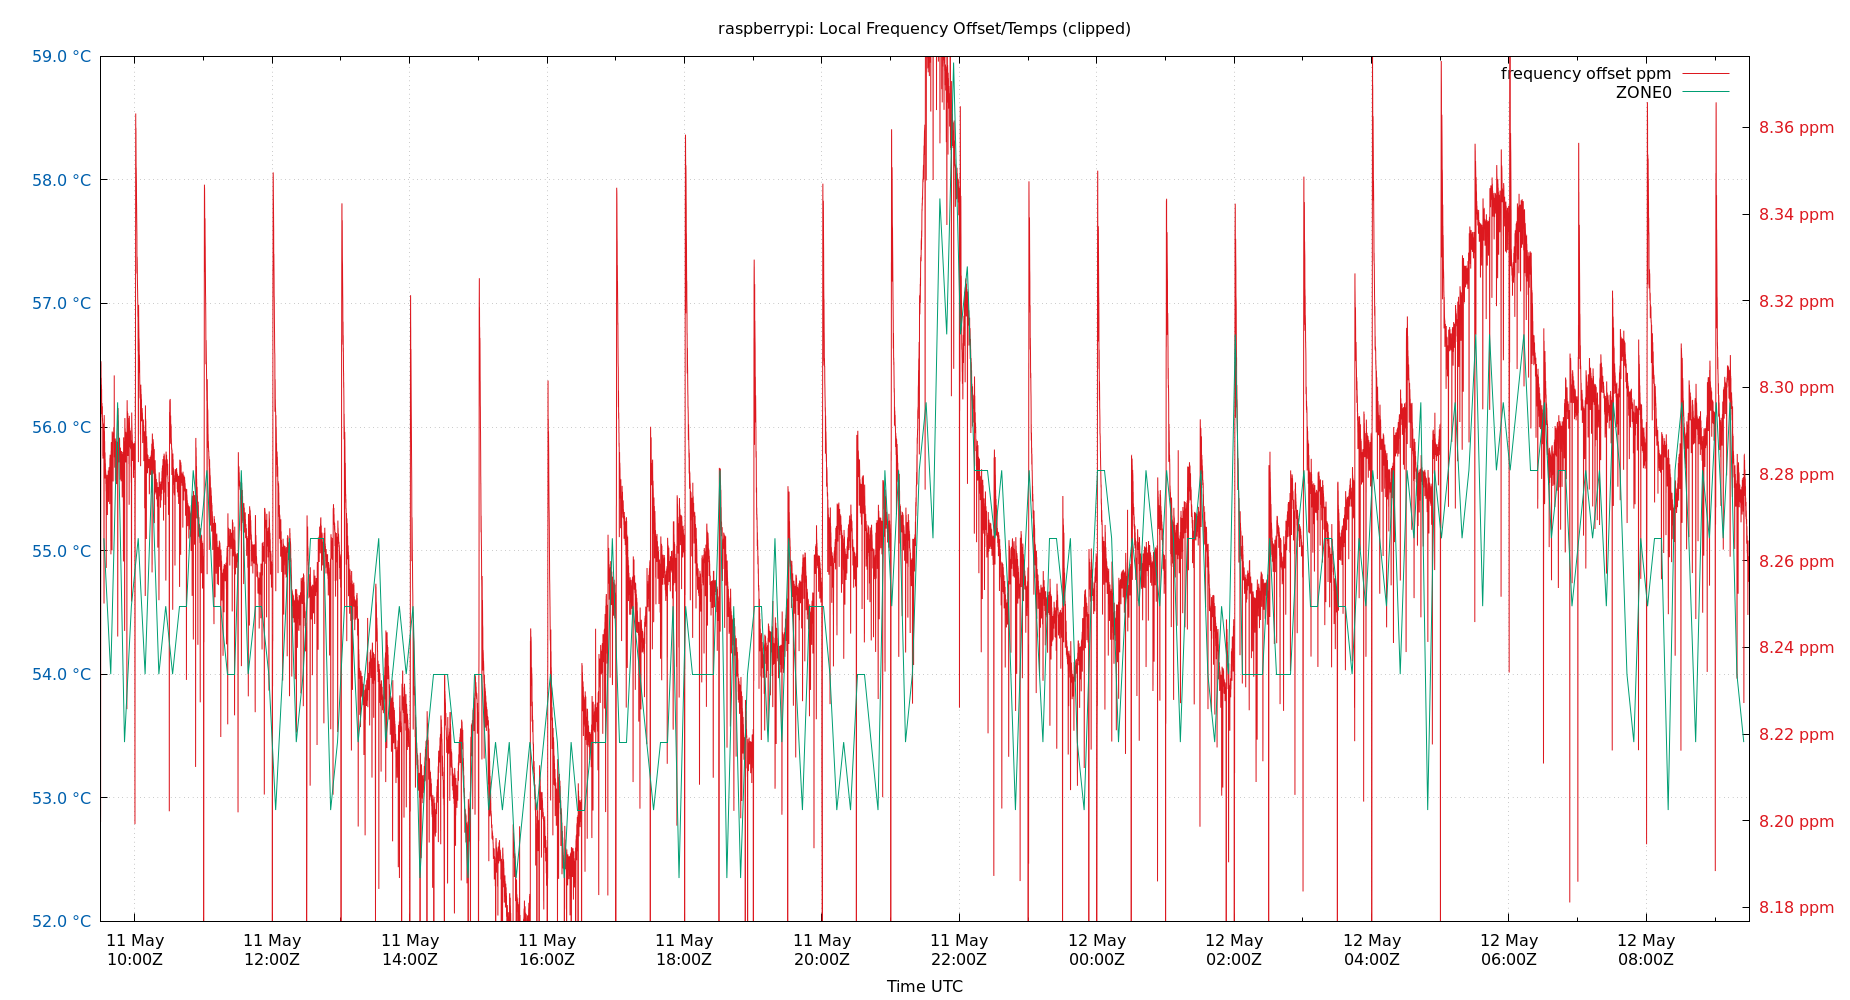 raspberrypi: Local Frequency Offset/Temps (clipped)
frequency offset ppm
ZONE0
59.0 °C
58.0 °C
57.0 °C
56.0 °C
55.0 °C
54.0 °C
53.0 °C
52.0 °C
8.36 ppm
8.34 ppm
8.32 ppm
8.30 ppm
8.28 ppm
8.26 ppm
8.24 ppm
8.22 ppm
8.20 ppm
8.18 ppm
11 May 11 May 11 May 11 May 11 May 11 May 11 May 12 May 12 May 12 May 12 May 12 May
10:00Z 12:00Z 14:00Z 16:00Z 18:00Z 20:00Z 22:00Z 00:00Z 02:00Z 04:00Z 06:00Z 08:00Z
Time UTC